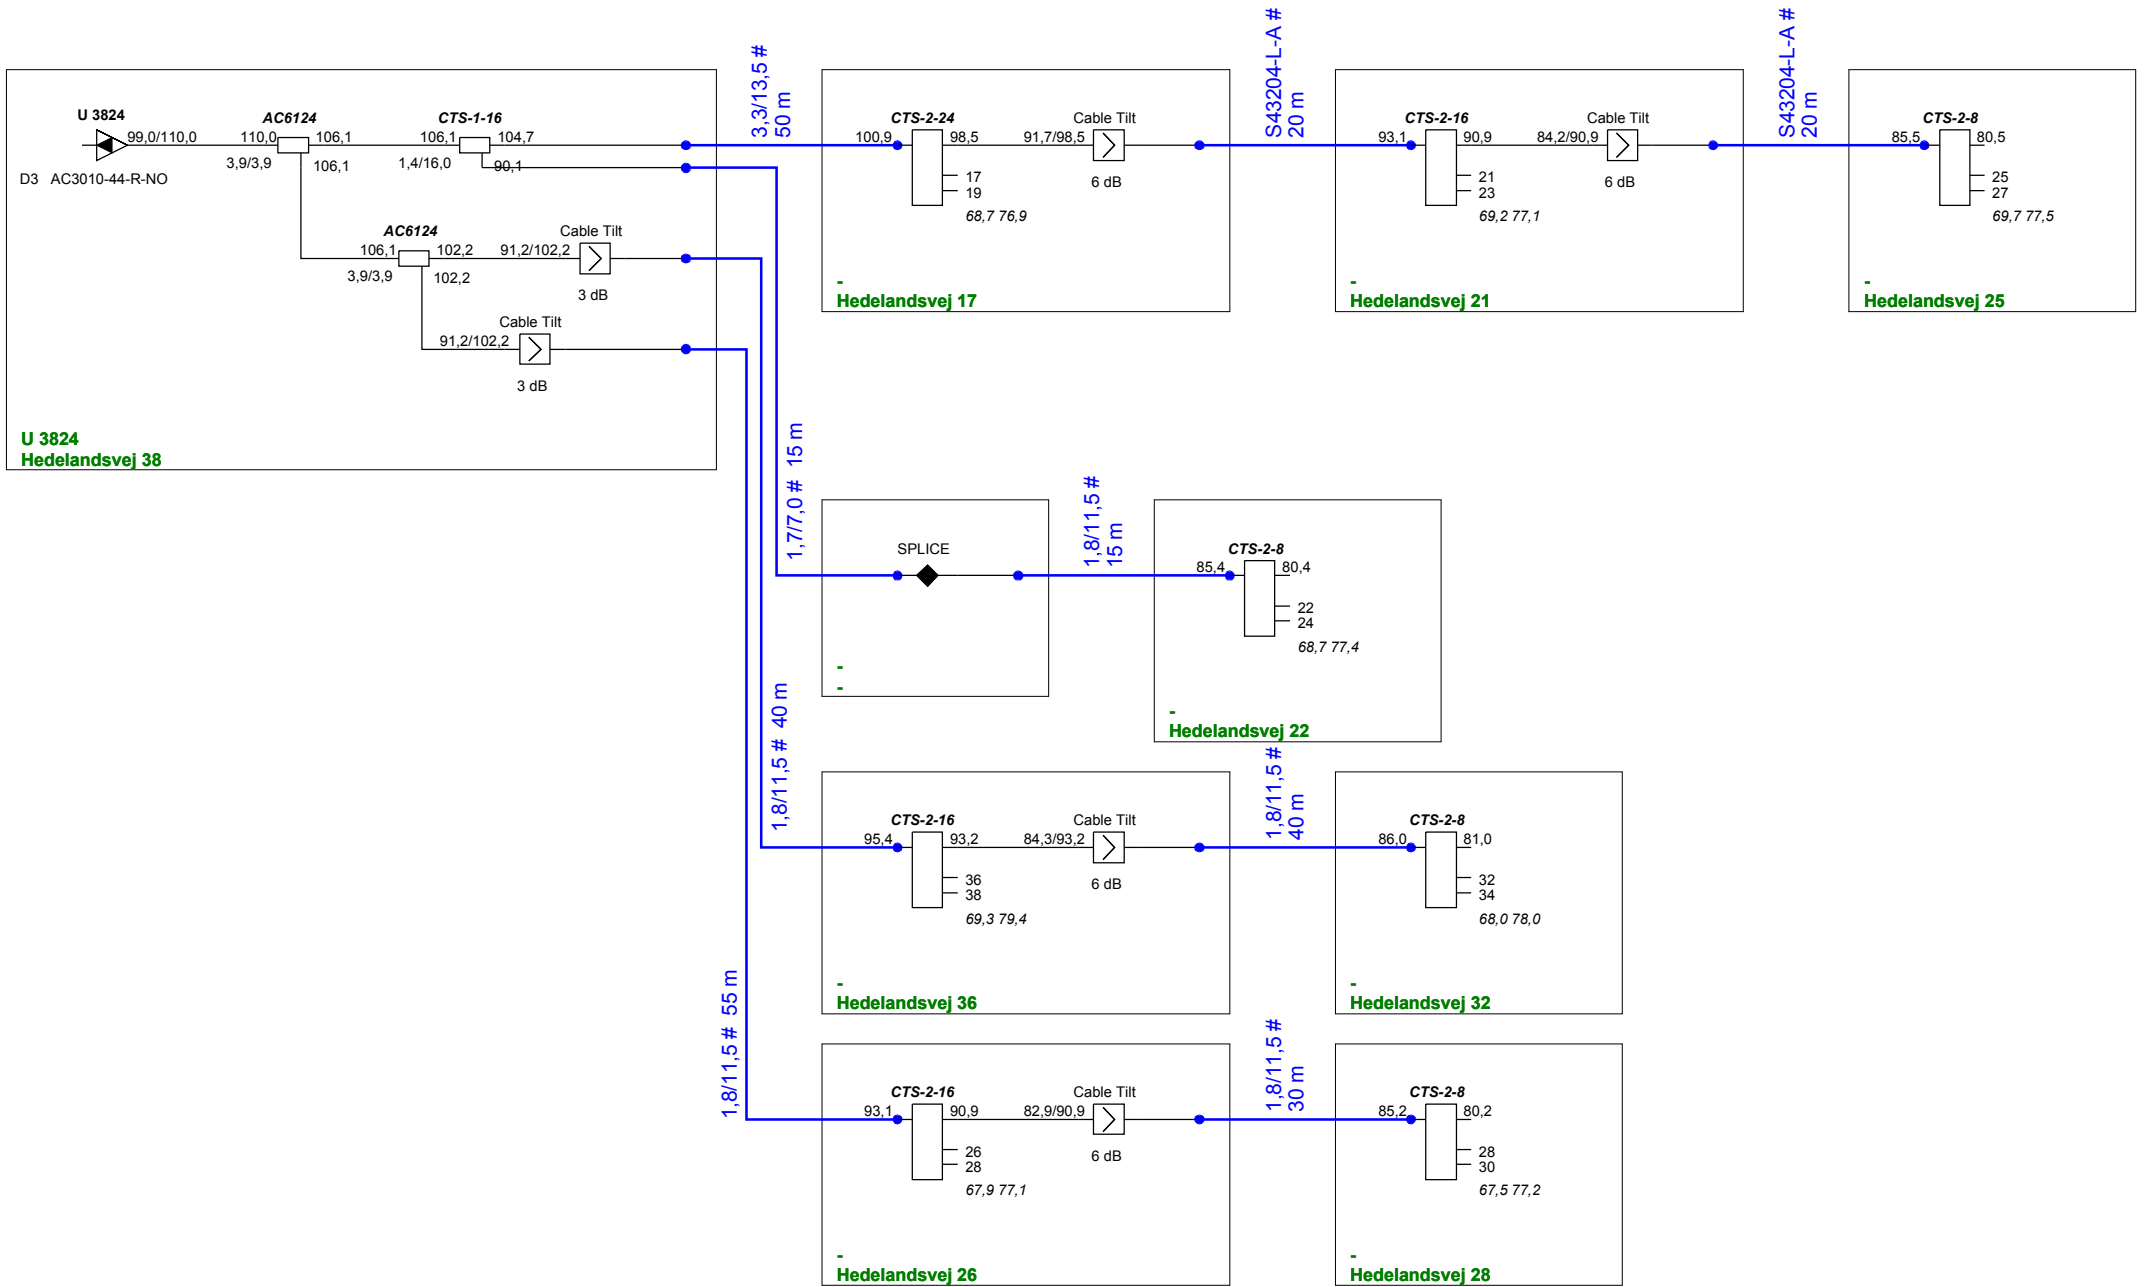 U 3824
99,0/110,0
D3 AC3010-44-R-NO
AC6124
110,0 106,1
3,9/3,9 106,1
CTS-1-16
106,1 104,7
1,4/16,0 90,1
AC6124
106,1 102,2
3,9/3,9 102,2
Cable Tilt
91,2/102,2
3 dB
Cable Tilt
91,2/102,2
3 dB
U 3824
Hedelandsvej 38
3,3/13,5 #
50 m
CTS-2-24
100,9 98,5
17
19
68,7 76,9
Cable Tilt
91,7/98,5
6 dB
-
Hedelandsvej 17
S43204-L-A #
20 m
CTS-2-16
93,1 90,9
21
23
69,2 77,1
Cable Tilt
84,2/90,9
6 dB
-
Hedelandsvej 21
S43204-L-A #
20 m
CTS-2-8
85,5 80,5
25
27
69,7 77,5
-
Hedelandsvej 25
1,7/7,0 # 15 m
SPLICE
-
-
1,8/11,5 #
15 m
CTS-2-8
85,4 80,4
22
24
68,7 77,4
-
Hedelandsvej 22
1,8/11,5 # 40 m
CTS-2-16
95,4 93,2
36
38
69,3 79,4
Cable Tilt
84,3/93,2
6 dB
-
Hedelandsvej 36
1,8/11,5 #
40 m
CTS-2-8
86,0 81,0
32
34
68,0 78,0
-
Hedelandsvej 32
1,8/11,5 # 55 m
CTS-2-16
93,1 90,9
26
28
67,9 77,1
Cable Tilt
82,9/90,9
6 dB
-
Hedelandsvej 26
1,8/11,5 #
30 m
CTS-2-8
85,2 80,2
28
30
67,5 77,2
-
Hedelandsvej 28